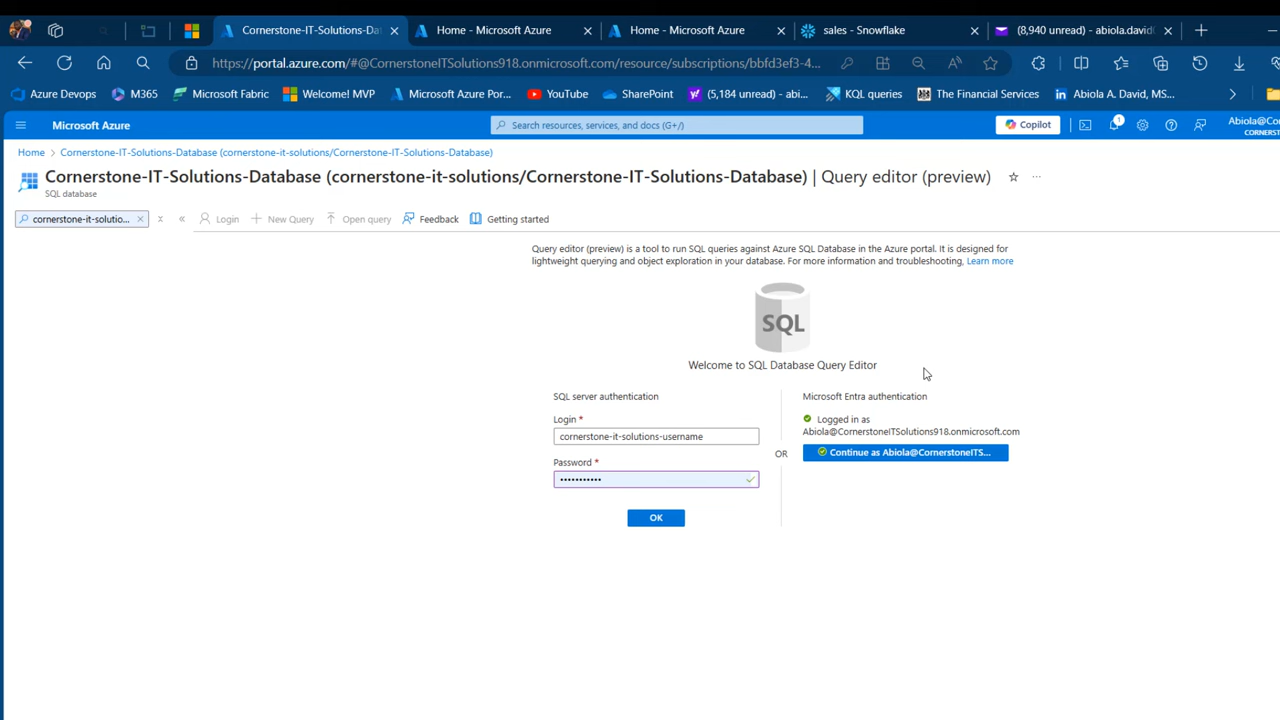 Cornerstone-IT-Solutions-Dat
Home - Microsoft Azure
Home - Microsoft Azure
sales - Snowflake
(8,940 unread) - abiola.david
https://portal.azure.com/#@CornerstoneITSolutions918.onmicrosoft.com/resource/subscriptions/bbfd3ef3-4...
Azure Devops
M365
Microsoft Fabric
Welcome! MVP
Microsoft Azure Por...
YouTube
SharePoint
(5,184 unread) - abi...
KQL queries
The Financial Services
Abiola A. David, MS...
Microsoft Azure
Search resources, services, and docs (G+/)
Copilot
1
Abiola@Co
CORNERS
Home > Cornerstone-IT-Solutions-Database (cornerstone-it-solutions/Cornerstone-IT-Solutions-Database)
Cornerstone-IT-Solutions-Database (cornerstone-it-solutions/Cornerstone-IT-Solutions-Database) | Query editor (preview)
SQL database
cornerstone-it-solutio...
Login
New Query
Open query
Feedback
Getting started
Query editor (preview) is a tool to run SQL queries against Azure SQL Database in the Azure portal. It is designed for
lightweight querying and object exploration in your database. For more information and troubleshooting, Learn more
SQL
Welcome to SQL Database Query Editor
SQL server authentication
Login *
cornerstone-it-solutions-username
Password *
•••••••••••
OK
OR
Microsoft Entra authentication
Logged in as
Abiola@CornerstoneITSolutions918.onmicrosoft.com
Continue as Abiola@CornerstoneITS...